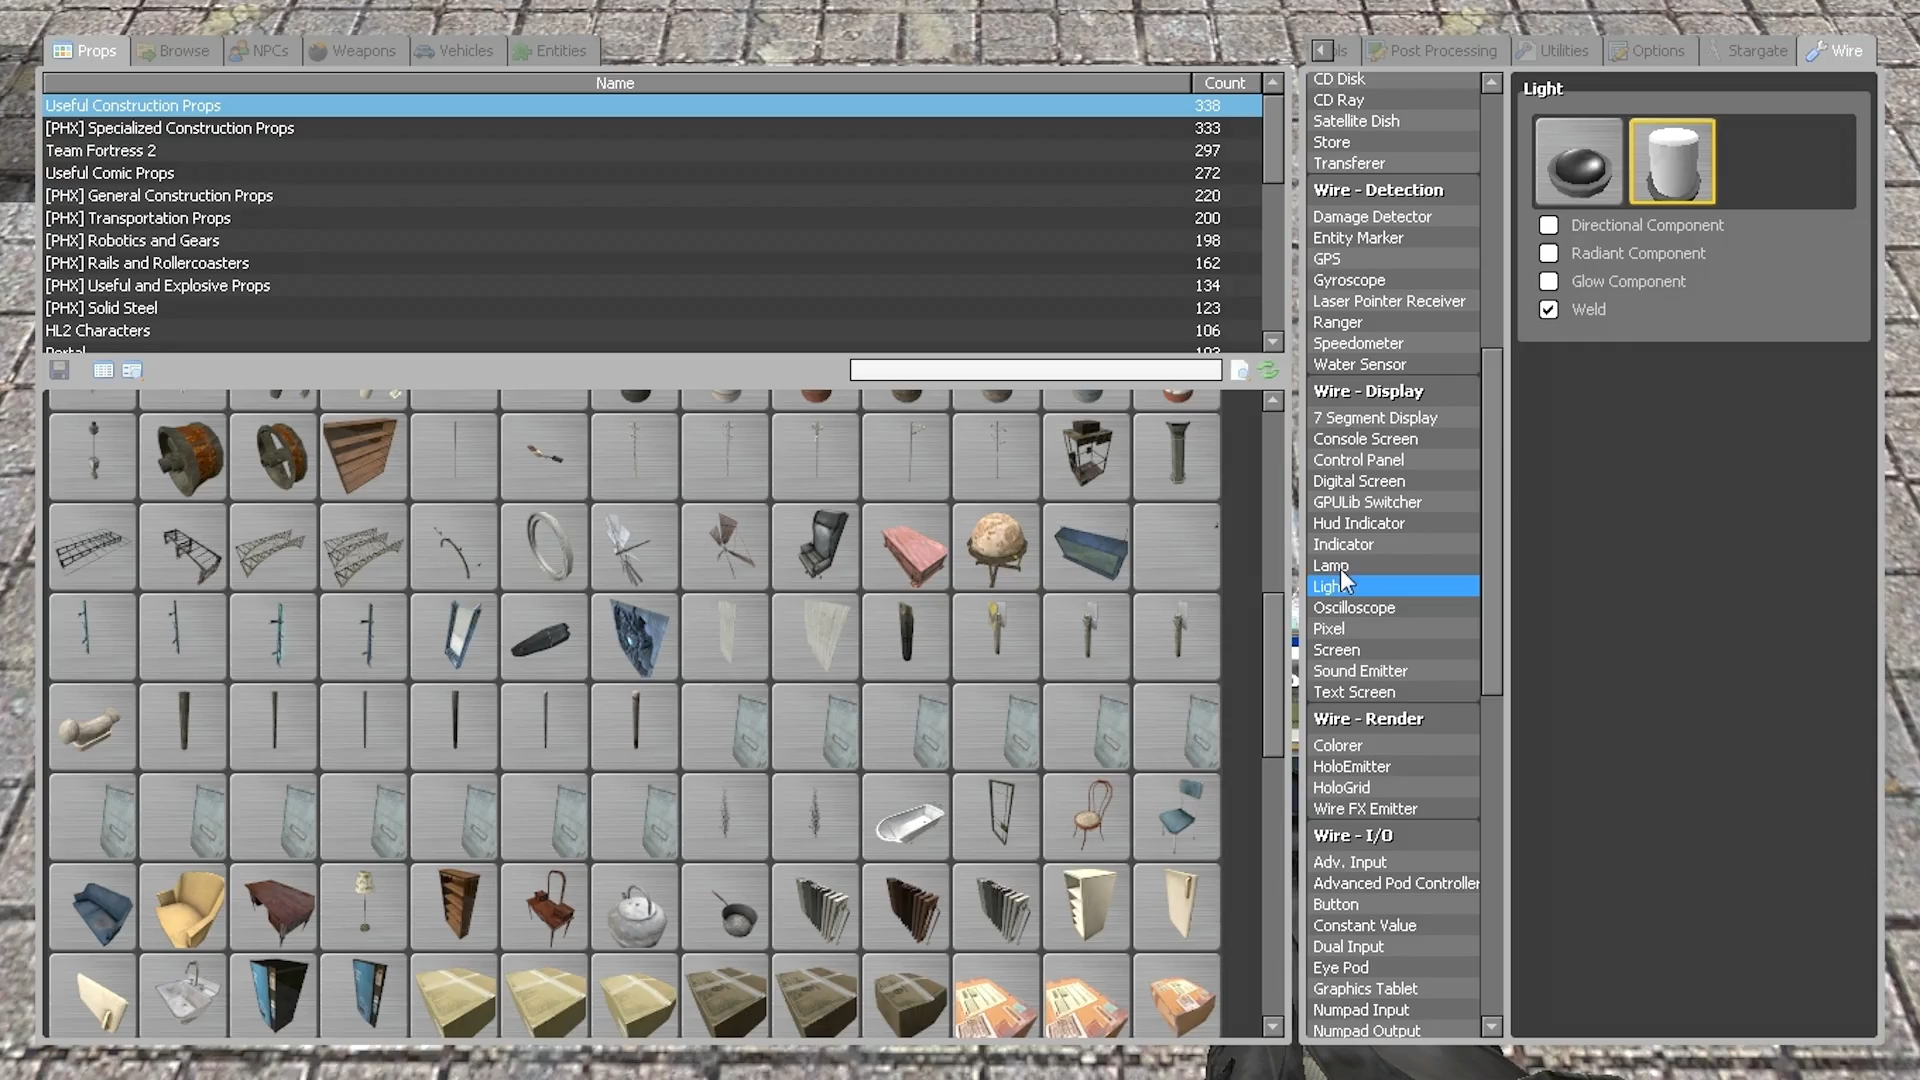 Props
Browse
NPCs
Weapons
Vehicles
Entities
Name
Count
Useful Construction Props
338
[PHX] Specialized Construction Props
333
Team Fortress 2
297
Useful Comic Props
272
[PHX] General Construction Props
220
[PHX] Transportation Props
200
[PHX] Robotics and Gears
198
[PHX] Rails and Rollercoasters
162
[PHX] Useful and Explosive Props
134
[PHX] Solid Steel
123
HL2 Characters
106
Portal
Post Processing
Utilities
Options
Stargate
Wire
CD Disk
CD Ray
Satellite Dish
Store
Transferer
Wire - Detection
Damage Detector
Entity Marker
GPS
Gyroscope
Laser Pointer Receiver
Ranger
Speedometer
Water Sensor
Wire - Display
7 Segment Display
Console Screen
Control Panel
Digital Screen
GPULib Switcher
Hud Indicator
Indicator
Lamp
Light
Oscilloscope
Pixel
Screen
Sound Emitter
Text Screen
Wire - Render
Colorer
HoloEmitter
HoloGrid
Wire FX Emitter
Wire - I/O
Adv. Input
Advanced Pod Controller
Button
Constant Value
Dual Input
Eye Pod
Graphics Tablet
Numpad Input
Numpad Output
Light
Directional Component
Radiant Component
Glow Component
Weld